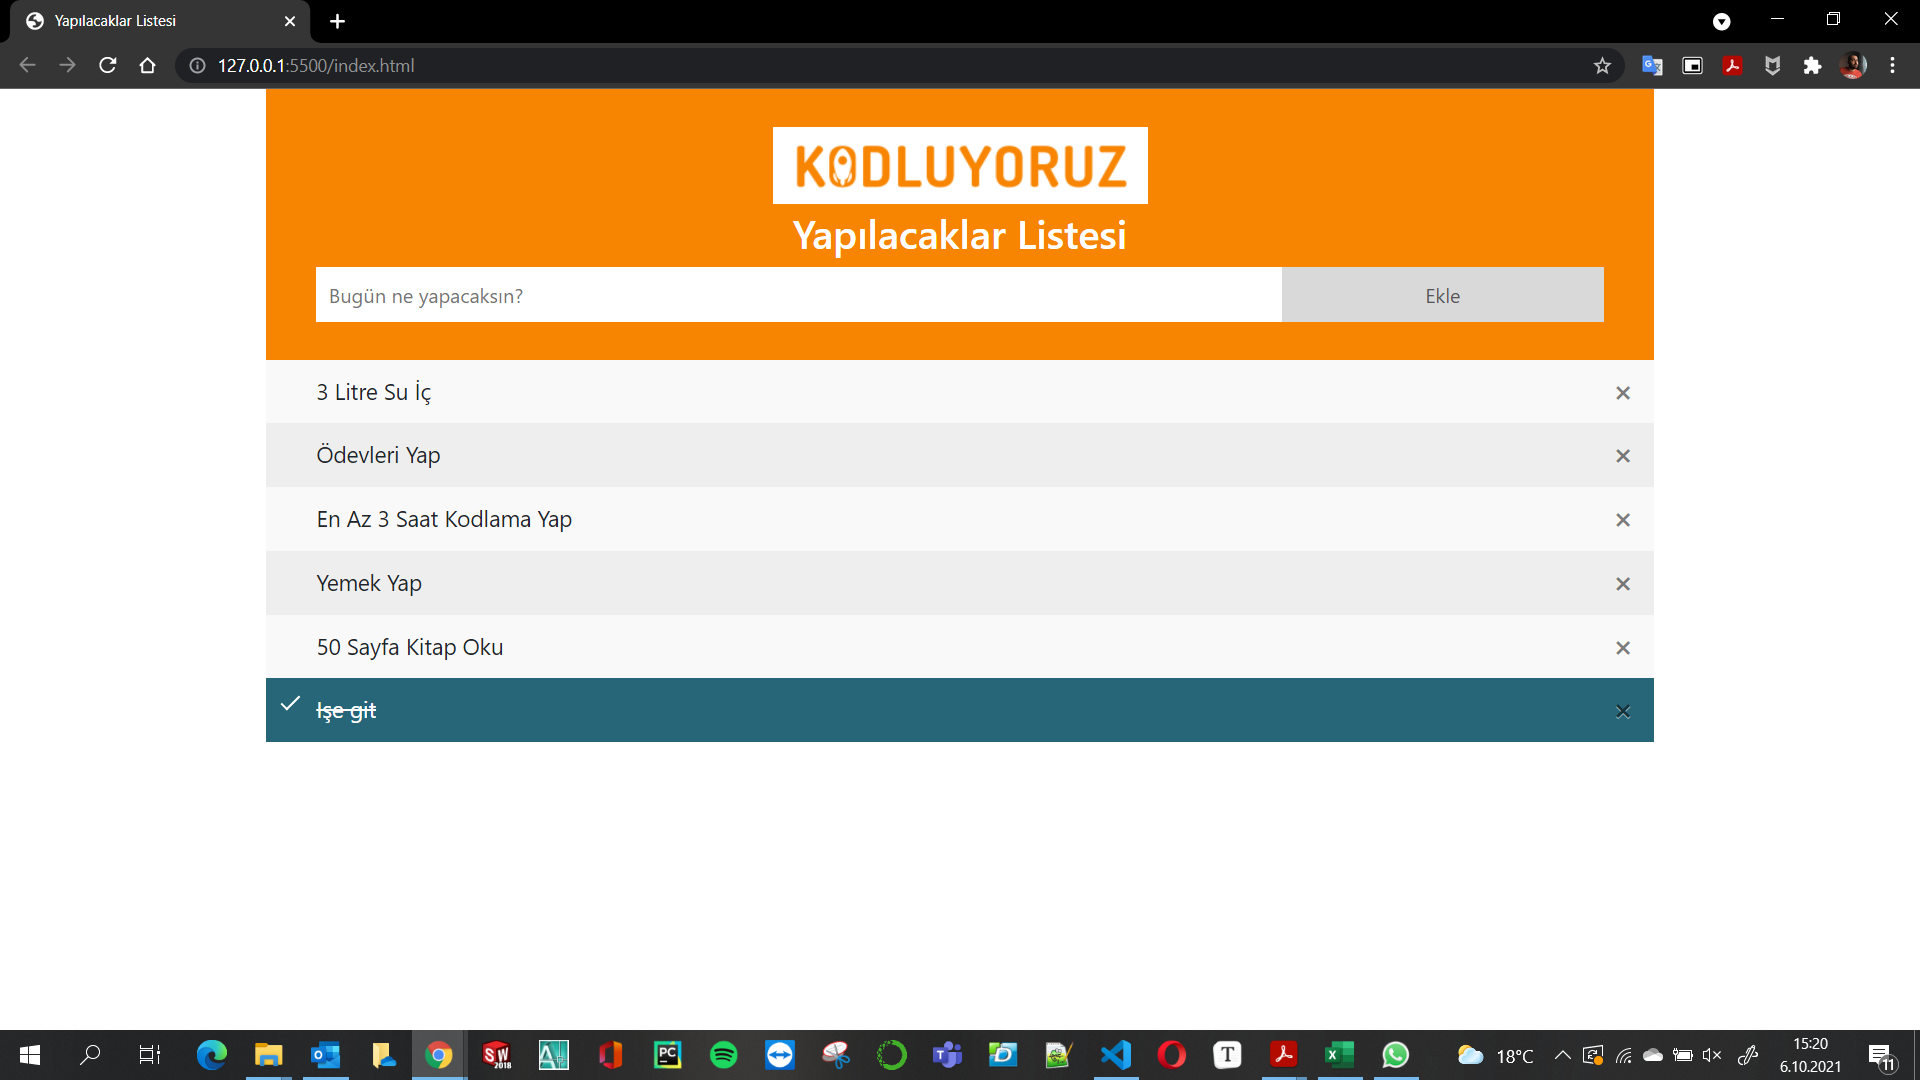 Yapılacaklar Listesi
127.0.0.1:5500/index.html
KODLUYORUZ
Yapılacaklar Listesi
Bugün ne yapacaksın?
Ekle
3 Litre Su İç
Ödevleri Yap
En Az 3 Saat Kodlama Yap
Yemek Yap
50 Sayfa Kitap Oku
Işe git
18°C
15:20
6.10.2021
11